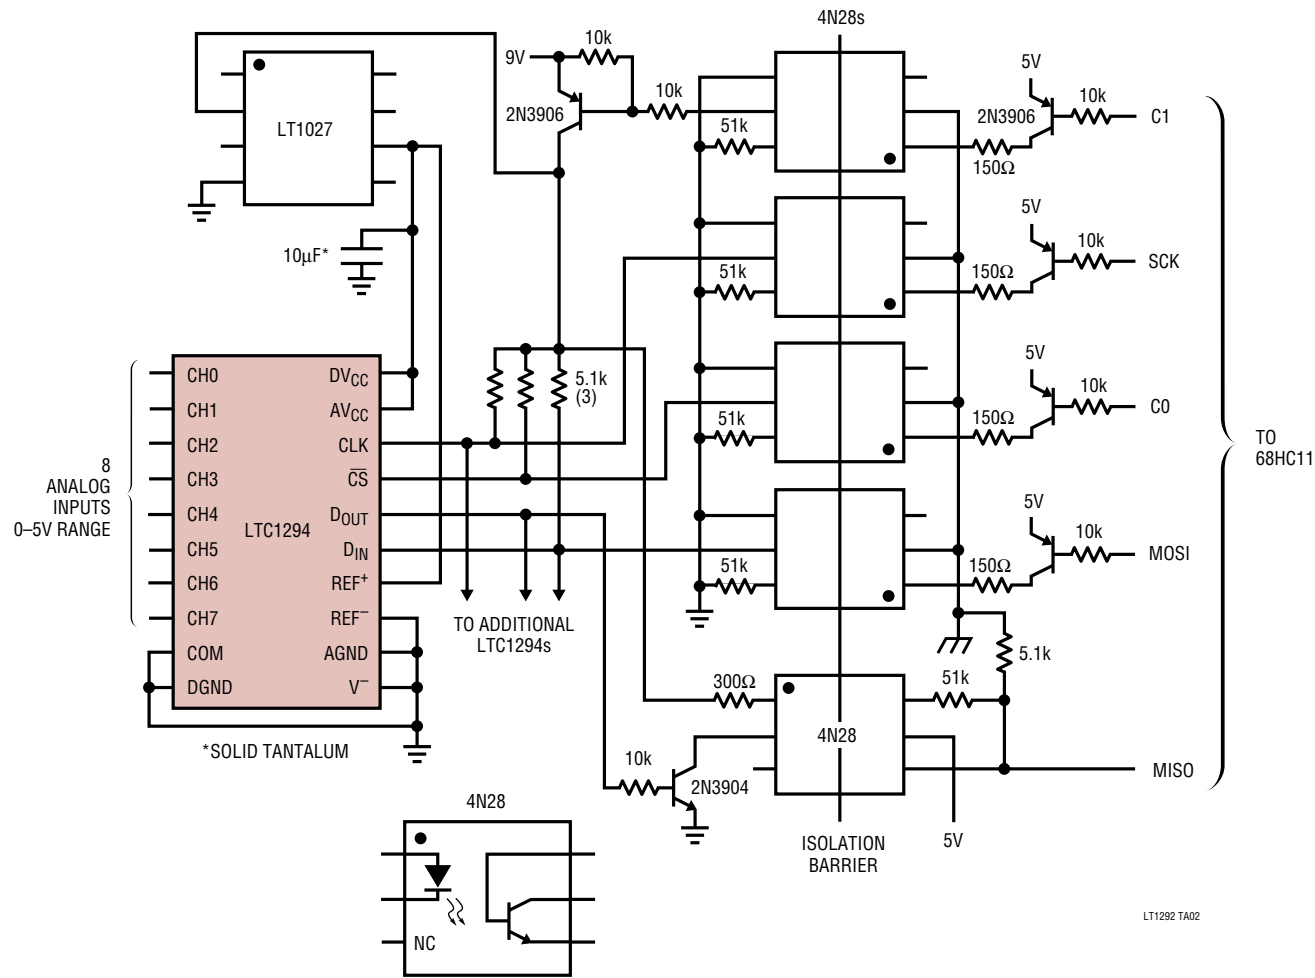 4N28s
10k
9V
5V
2N3906
10k
2N3906
10k
C1
LT1027
51k
150Ω
5V
10k
10µF*
SCK
51k
150Ω
5V
10k
CH0
DVCC
5.1k
(3)
C0
CH1
AVCC
51k
150Ω
CH2
CLK
TO
68HC11
8
ANALOG
INPUTS
0–5V RANGE
CH3
CS
5V
10k
CH4
DOUT
LTC1294
CH5
DIN
MOSI
51k
150Ω
CH6
REF+
CH7
REF–
TO ADDITIONAL
LTC1294s
COM
AGND
5.1k
DGND
V–
300Ω
51k
*SOLID TANTALUM
4N28
10k
2N3904
MISO
4N28
ISOLATION
BARRIER
5V
NC
LT1292 TA02